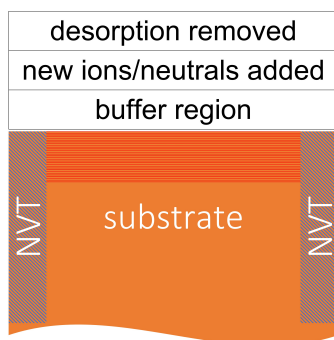 desorption removed
new ions/neutrals added
buffer region
NVT
substrate
NVT